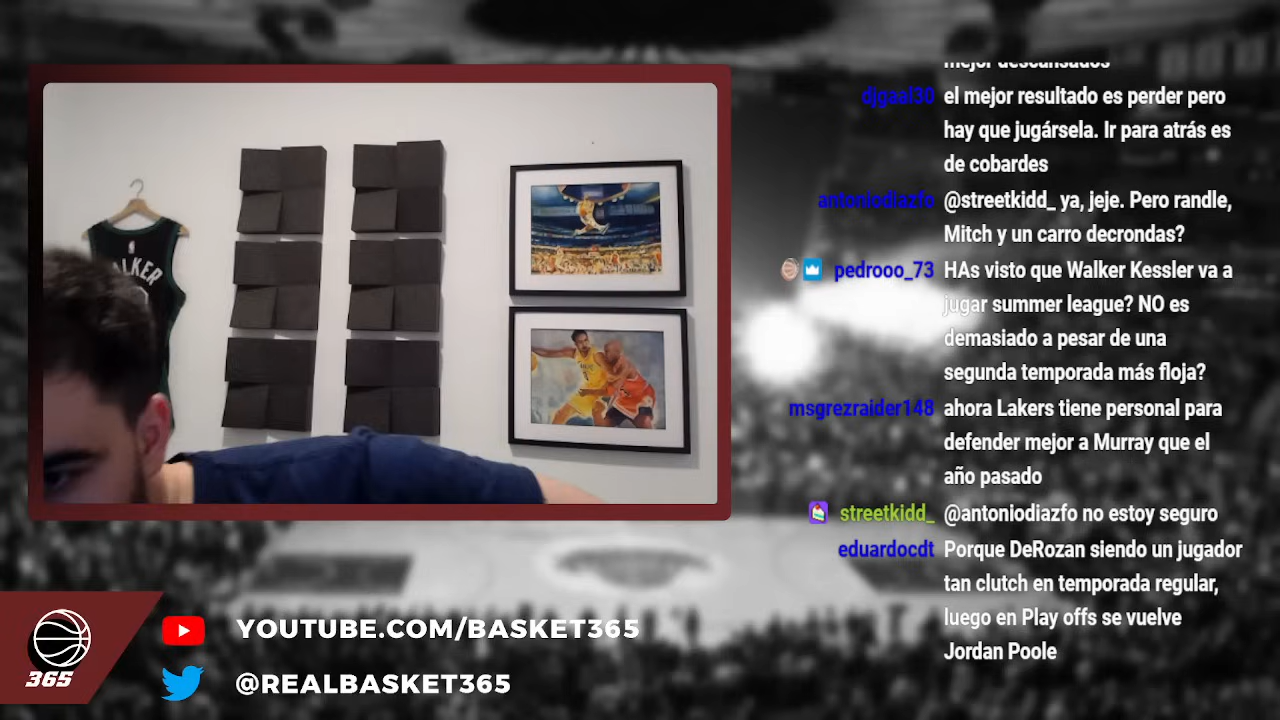 mejor descansados
djgaal30 el mejor resultado es perder pero
hay que jugársela. Ir para atrás es
de cobardes
antoniodiazfo @streetkidd_ ya, jeje. Pero randle,
Mitch y un carro decrondas?
pedrooo_73 HAs visto que Walker Kessler va a
jugar summer league? NO es
demasiado a pesar de una
segunda temporada más floja?
msgrezraider148 ahora Lakers tiene personal para
defender mejor a Murray que el
año pasado
streetkidd_ @antoniodiazfo no estoy seguro
eduardocdt Porque DeRozan siendo un jugador
tan clutch en temporada regular,
luego en Play offs se vuelve
Jordan Poole
365
YOUTUBE.COM/BASKET365
@REALBASKET365